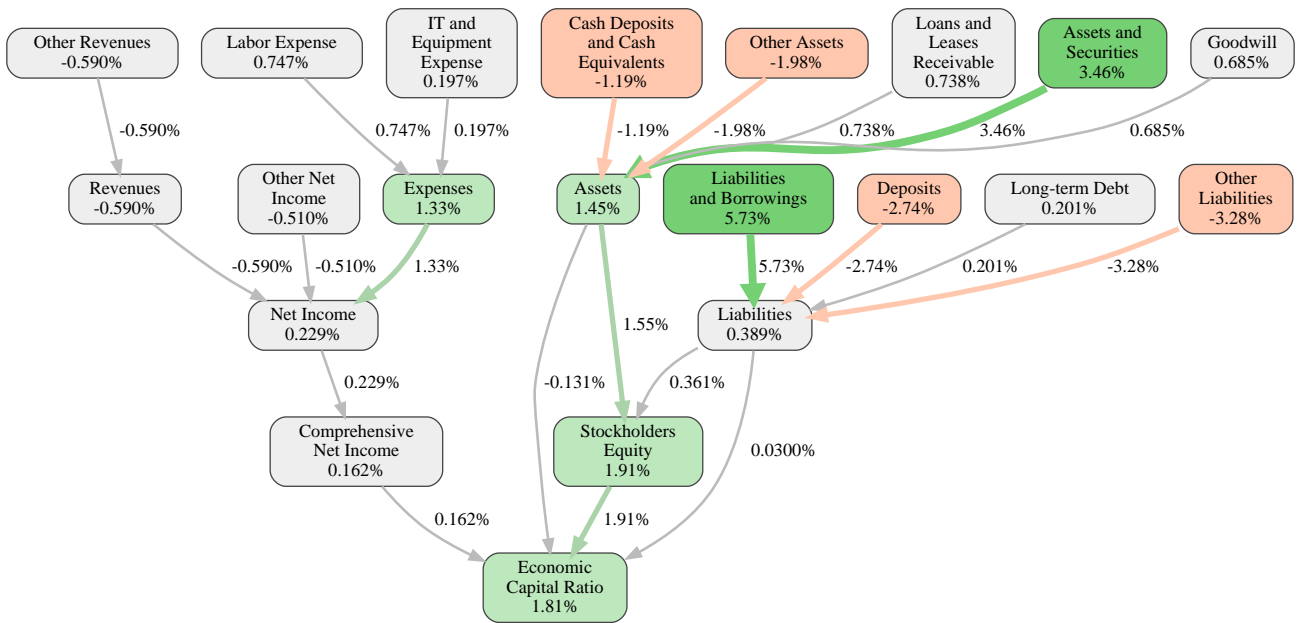 Other Revenues
-0.590%
Labor Expense
0.747%
IT and
Equipment
Expense
0.197%
Cash Deposits
and Cash
Equivalents
-1.19%
Other Assets
-1.98%
Loans and
Leases
Receivable
0.738%
Assets and
Securities
3.46%
Goodwill
0.685%
-0.590%
0.747%
0.197%
-1.19%
-1.98%
0.738%
3.46%
0.685%
Revenues
-0.590%
Other Net
Income
-0.510%
Expenses
1.33%
Assets
1.45%
Liabilities
and Borrowings
5.73%
Deposits
-2.74%
Long-term Debt
0.201%
Other
Liabilities
-3.28%
-0.590%
-0.510%
1.33%
5.73%
-2.74%
0.201%
-3.28%
Net Income
0.229%
1.55%
Liabilities
0.389%
0.229%
-0.131%
0.361%
Comprehensive
Net Income
0.162%
Stockholders
Equity
1.91%
0.0300%
0.162%
1.91%
Economic
Capital Ratio
1.81%